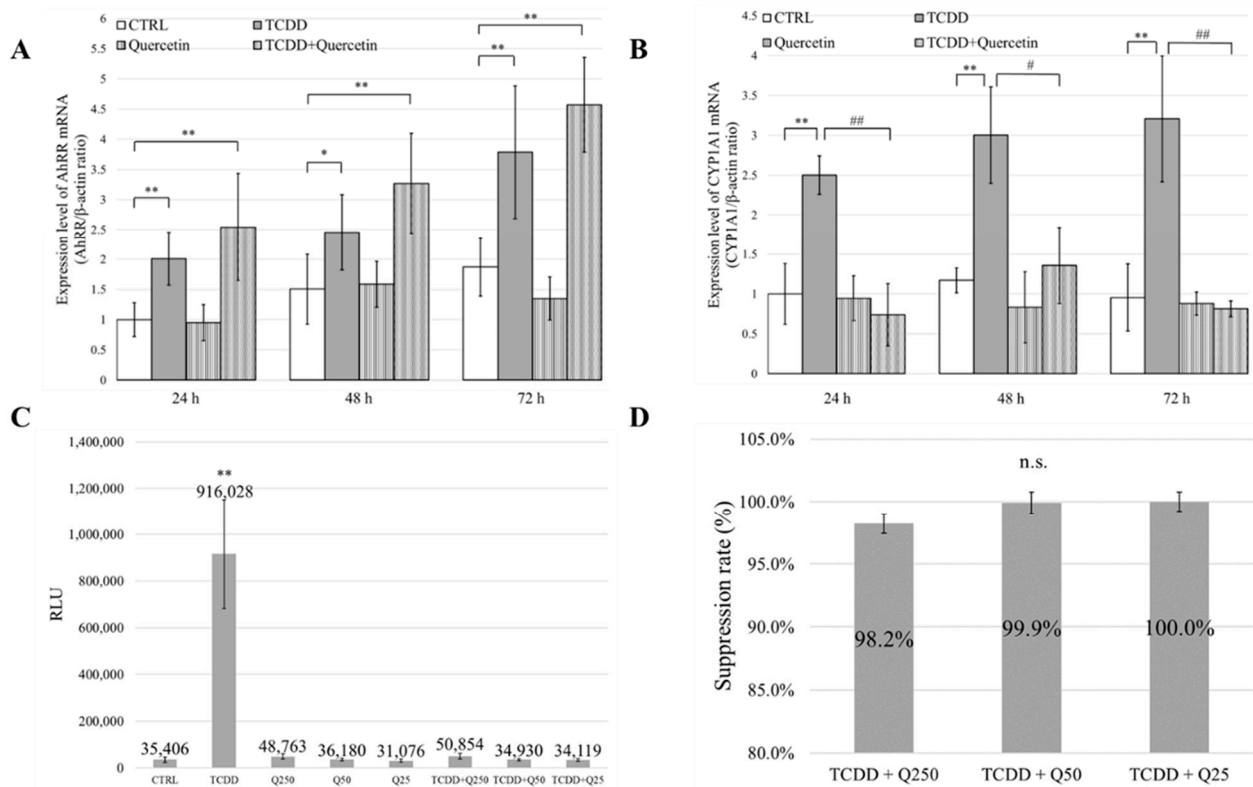 A
Expression level of AhRR mRNA
(AhRR/β-actin ratio)
6
5.5
5
4.5
4
3.5
3
2.5
2
1.5
1
0.5
0
CTRL
TCDD
Quercetin
TCDD+Quercetin
**
**
**
*
**
**
24 h
48 h
72 h
B
Expression level of CYP1A1 mRNA
(CYP1A1/β-actin ratio)
4.5
4
3.5
3
2.5
2
1.5
1
0.5
0
CTRL
TCDD
Quercetin
TCDD+Quercetin
**
##
**
#
**
##
24 h
48 h
72 h
C
RLU
1,400,000
1,200,000
1,000,000
800,000
600,000
400,000
200,000
0
**
35,406
916,028
48,763
36,180
31,076
50,854
34,930
34,119
CTRL
TCDD
Q250
Q50
Q25
TCDD+Q250
TCDD+Q50
TCDD+Q25
D
Suppression rate (%)
105.0%
100.0%
95.0%
90.0%
85.0%
80.0%
n.s.
98.2%
99.9%
100.0%
TCDD + Q250
TCDD + Q50
TCDD + Q25